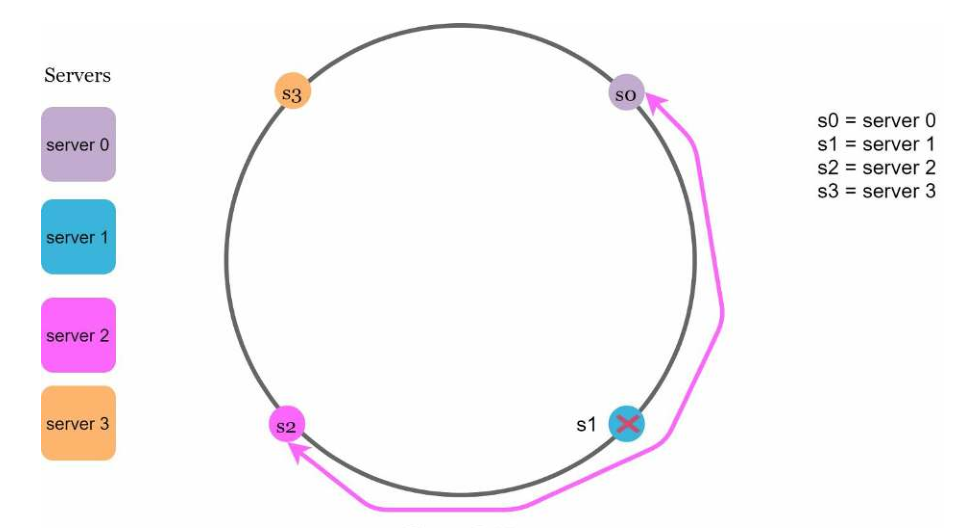 Servers
server 0
server 1
server 2
server 3
s3
s0
s1
s2
s0 = server 0
s1 = server 1
s2 = server 2
s3 = server 3